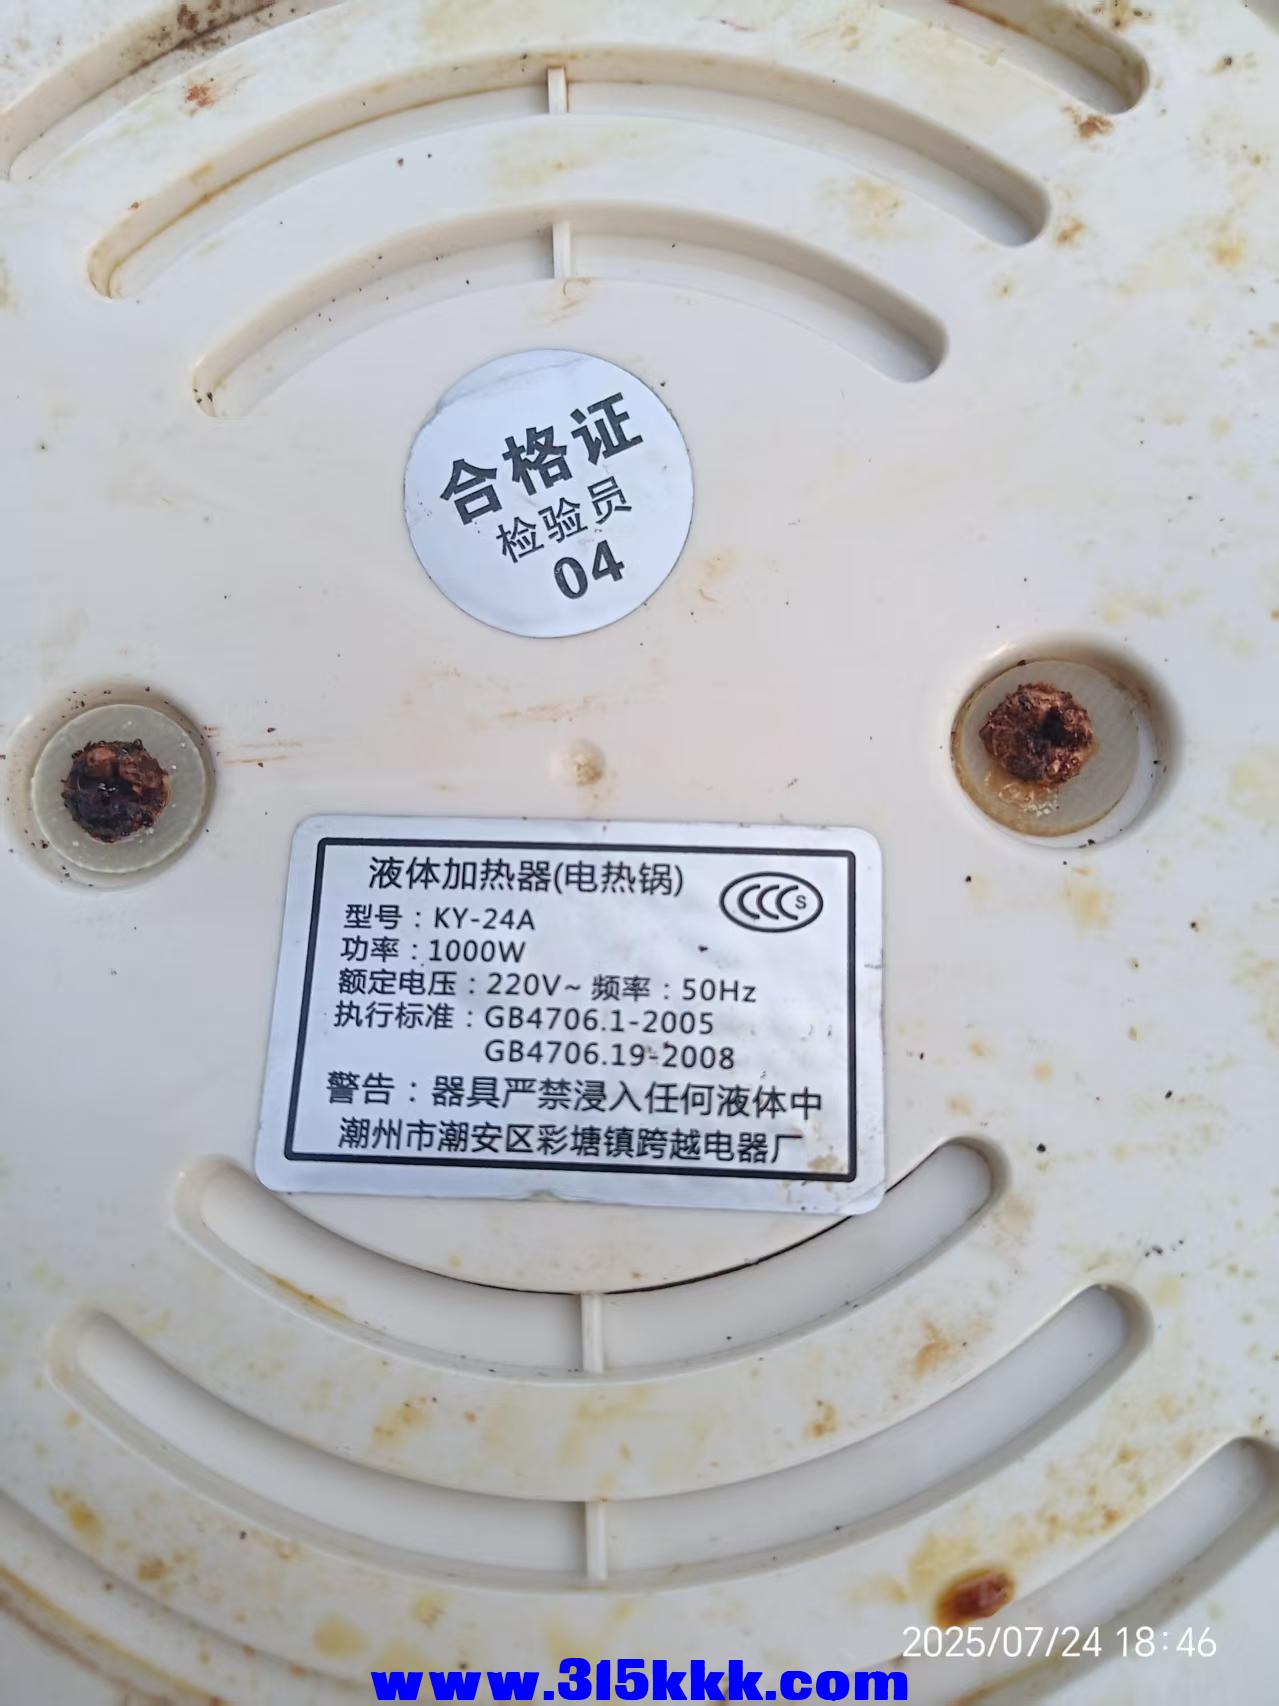 合格证
检验员
04
液体加热器(电热锅)
CCC S
型号：KY-24A
功率：1000W
额定电压：220V~ 频率：50Hz
执行标准：GB4706.1-2005
GB4706.19-2008
警告：器具严禁浸入任何液体中
潮州市潮安区彩塘镇跨越电器厂
2025/07/24 18:46
www.315kkk.com